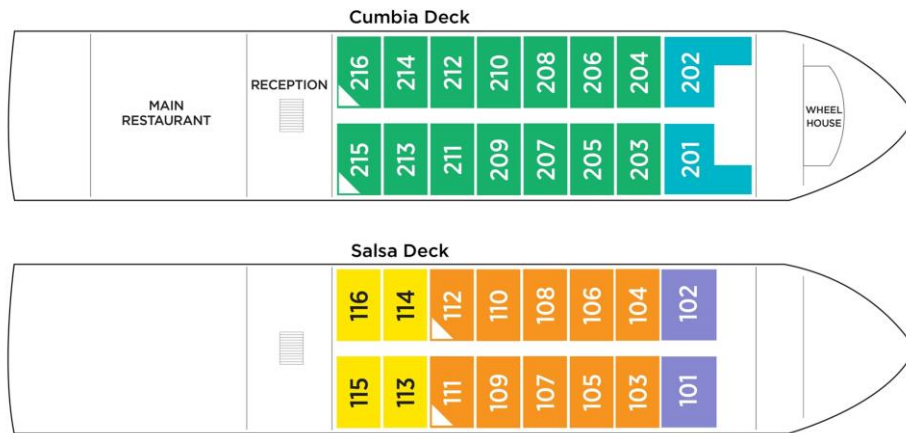 Cumbia Deck
MAIN
RESTAURANT
RECEPTION
216 214 212 210 208 206 204 202
215 213 211 209 207 205 203 201
WHEEL
HOUSE
Salsa Deck
116 114 112 110 108 106 104 102
115 113 111 109 107 105 103 101